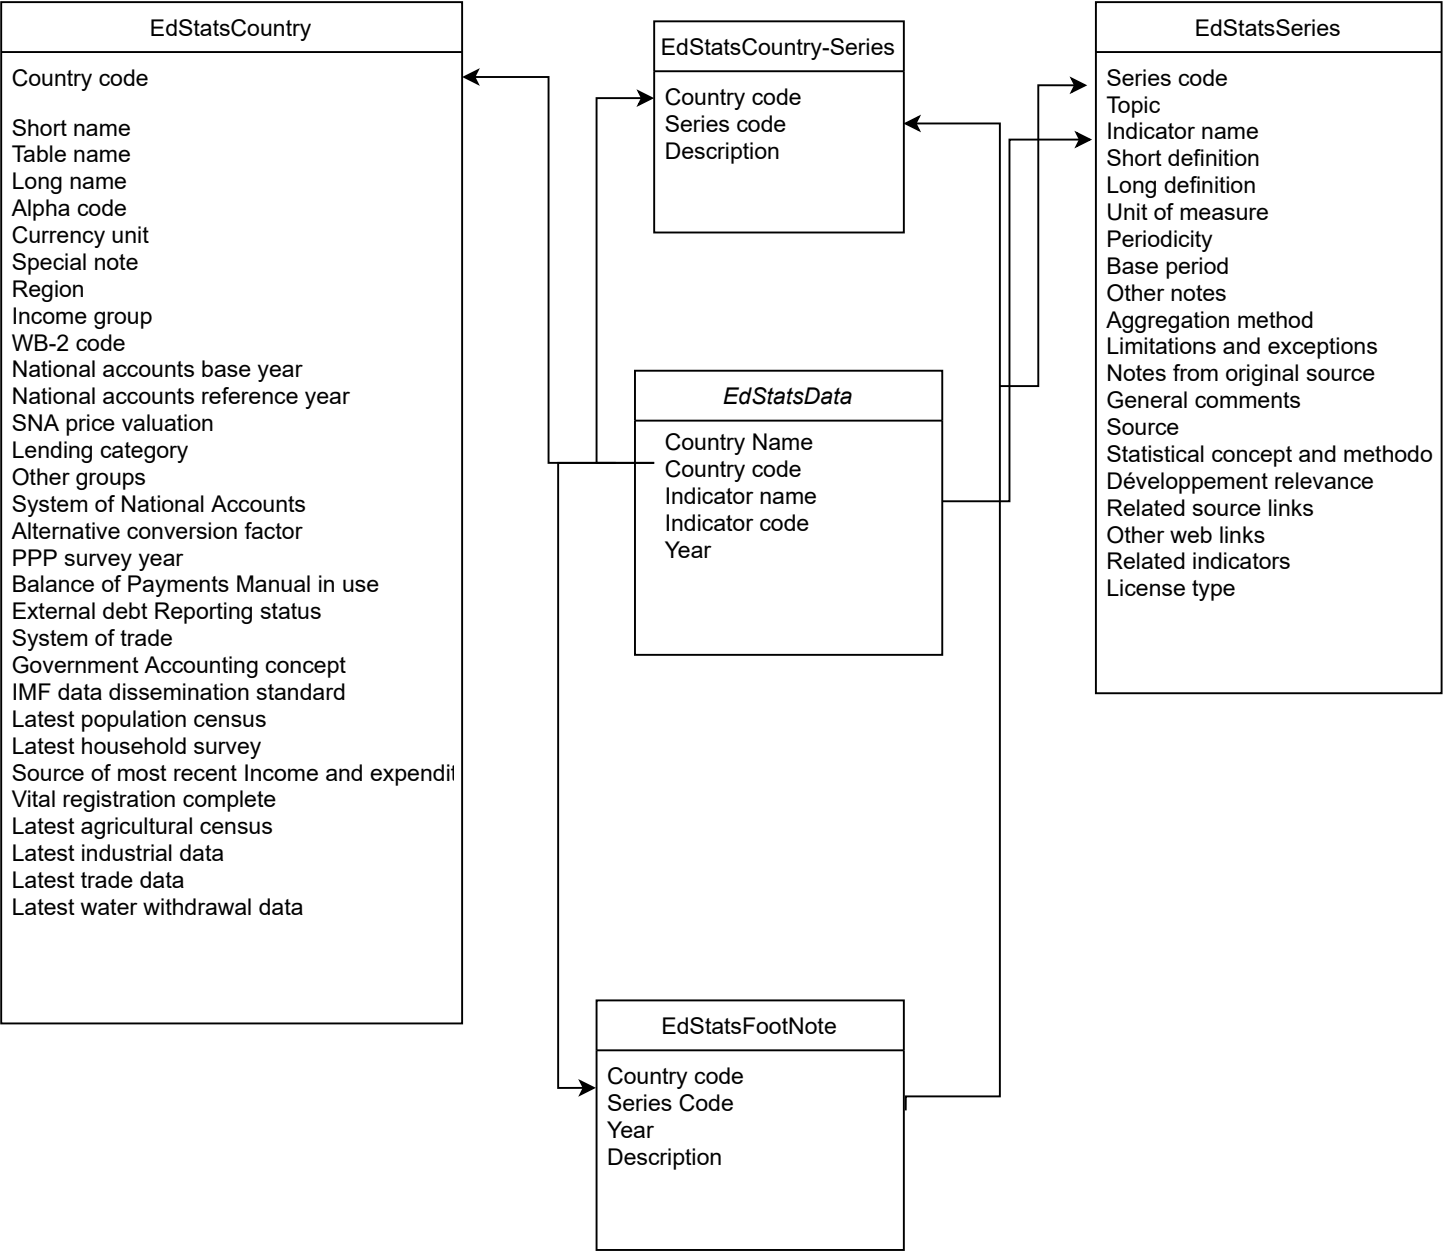 EdStatsCountry
Country code
Short name
Table name
Long name
Alpha code
Currency unit
Special note
Region
Income group
WB-2 code
National accounts base year
National accounts reference year
SNA price valuation
Lending category
Other groups
System of National Accounts
Alternative conversion factor
PPP survey year
Balance of Payments Manual in use
External debt Reporting status
System of trade
Government Accounting concept
IMF data dissemination standard
Latest population census
Latest household survey
Source of most recent Income and expendit
Vital registration complete
Latest agricultural census
Latest industrial data
Latest trade data
Latest water withdrawal data
EdStatsCountry-Series
Country code
Series code
Description
EdStatsData
Country Name
Country code
Indicator name
Indicator code
Year
EdStatsFootNote
Country code
Series Code
Year
Description
EdStatsSeries
Series code
Topic
Indicator name
Short definition
Long definition
Unit of measure
Periodicity
Base period
Other notes
Aggregation method
Limitations and exceptions
Notes from original source
General comments
Source
Statistical concept and methodo
Développement relevance
Related source links
Other web links
Related indicators
License type